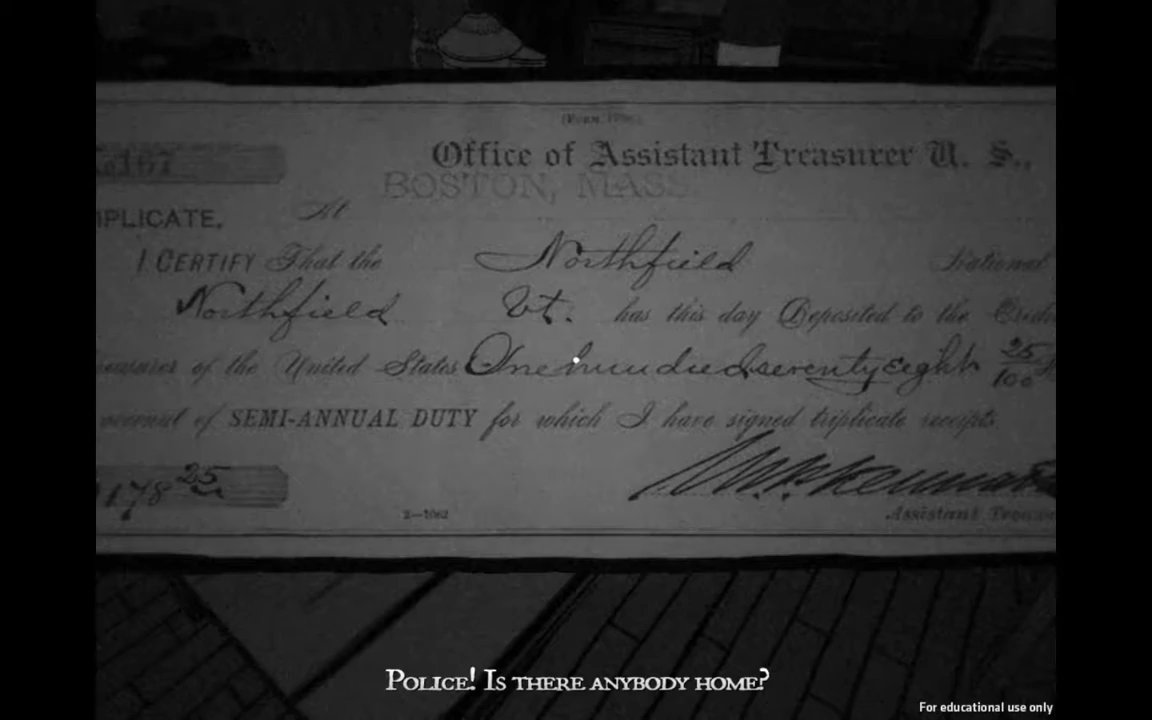 Office of Assistant Treasurer U. S.,
BOSTON, MASS
PLICATE, At
I CERTIFY That the Northfield National
Northfield Vt. has this day Deposited to the
of the United States One hundred seventy eight 25/100
of SEMI-ANNUAL DUTY for which I have signed triplicate receipts
178 25
Assistant
POLICE! IS THERE ANYBODY HOME?
For educational use only